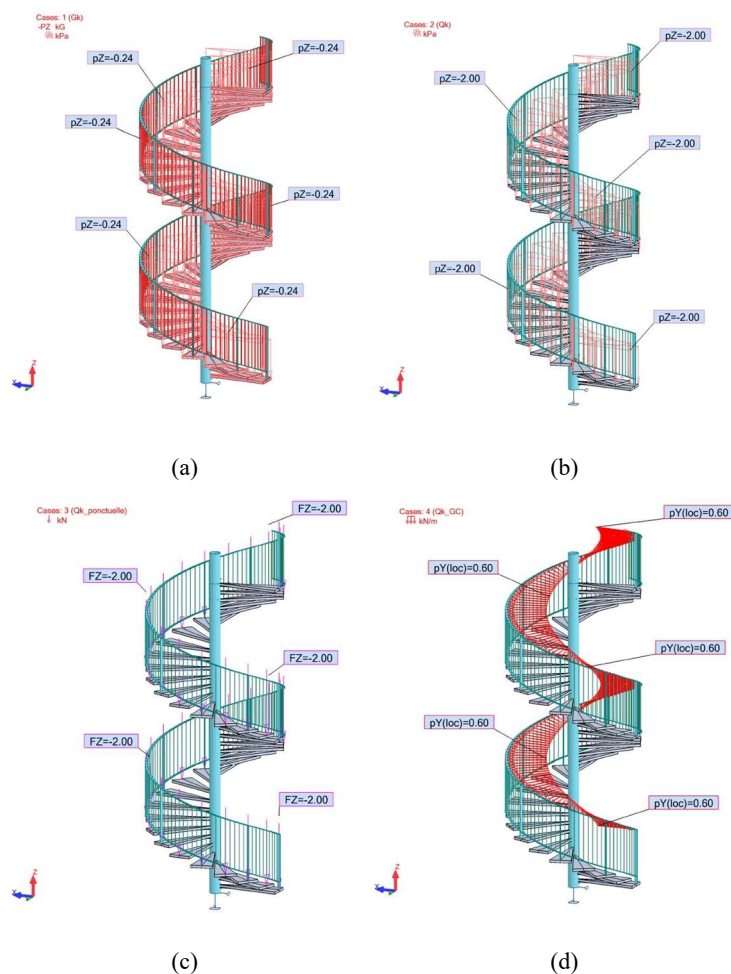 Cases: 1 (Gk)
-PZ kG
kPa
pZ=-0.24
pZ=-0.24
pZ=-0.24
pZ=-0.24
pZ=-0.24
pZ=-0.24
pZ=-0.24
Z
X
(a)
Cases: 2 (Qk)
kPa
pZ=-2.00
pZ=-2.00
pZ=-2.00
pZ=-2.00
pZ=-2.00
Z
X
(b)
Cases: 3 (Qk_ponctuelle)
kN
FZ=-2.00
FZ=-2.00
FZ=-2.00
FZ=-2.00
FZ=-2.00
Z
X
(c)
Cases: 4 (Qk_GC)
kN/m
pY(loc)=0.60
pY(loc)=0.60
pY(loc)=0.60
pY(loc)=0.60
pY(loc)=0.60
Z
X
(d)